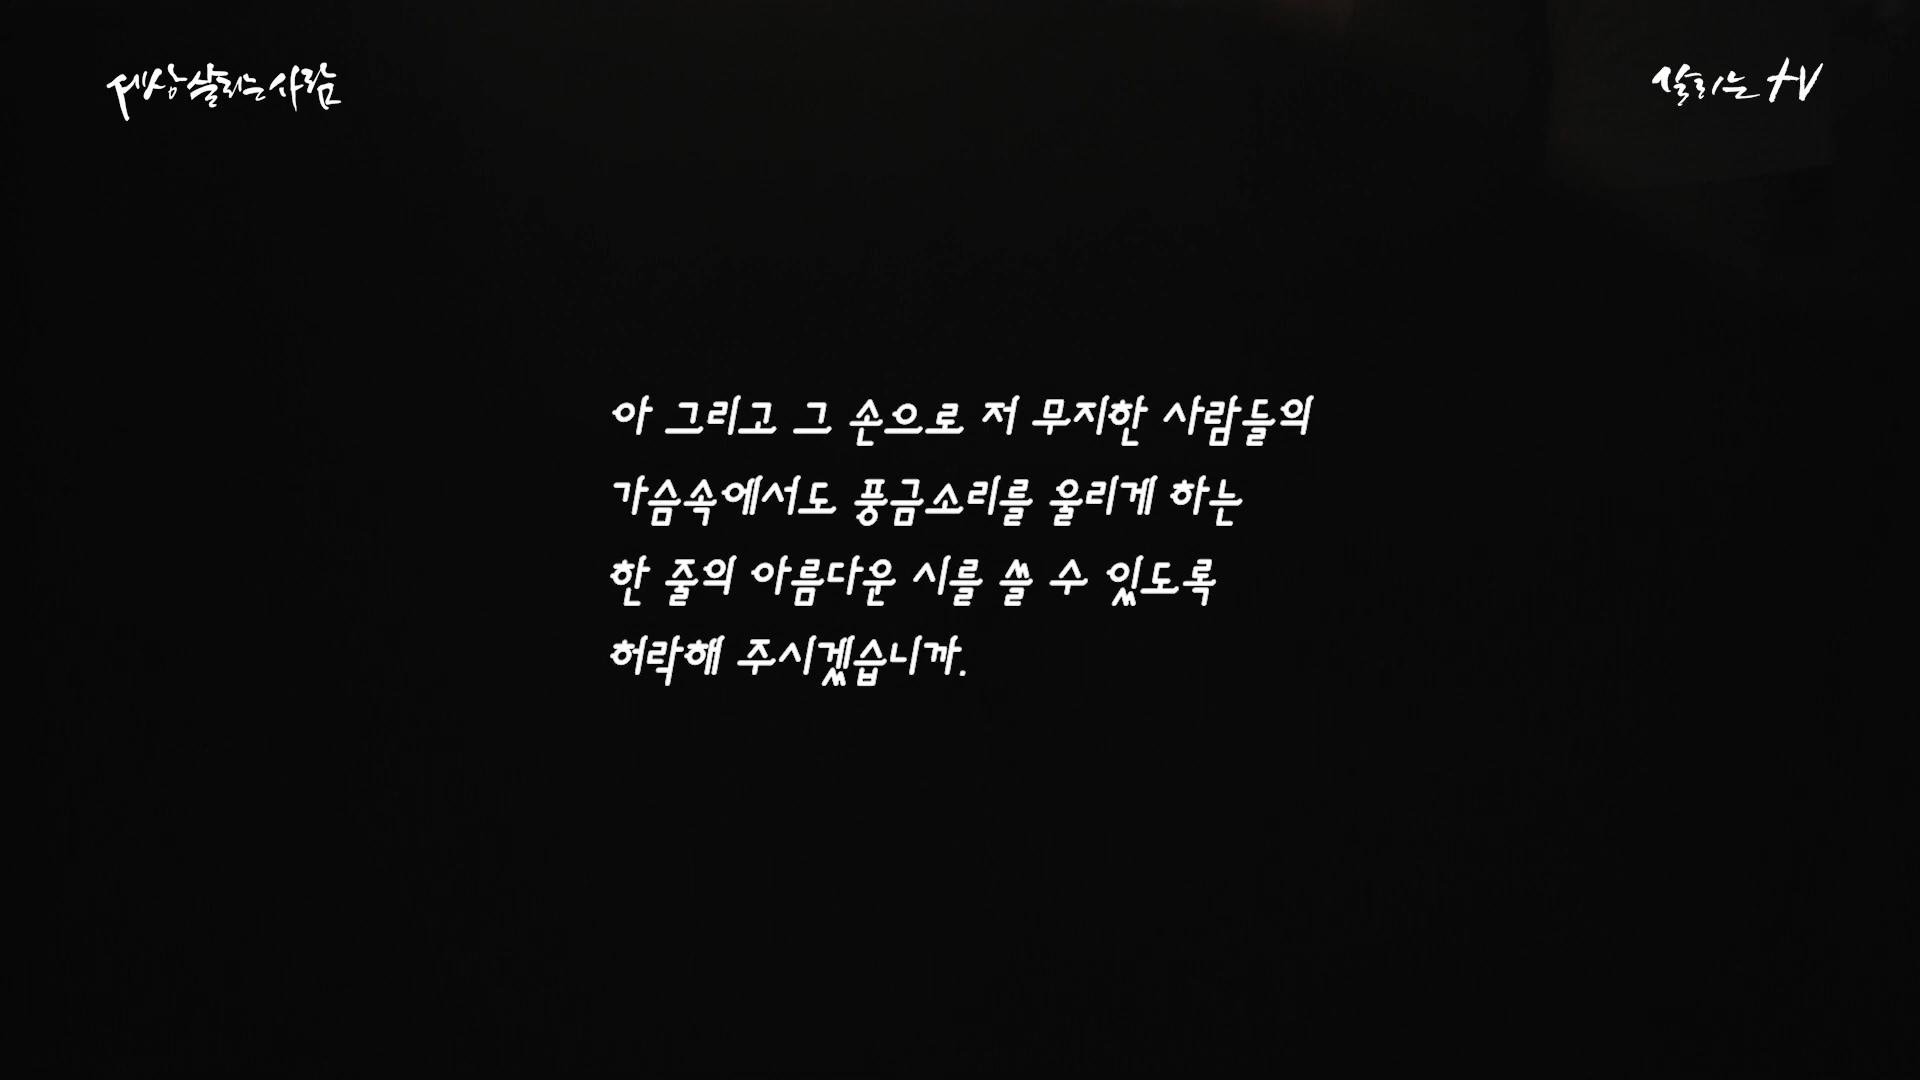 세상살리는사람
살리는 TV
아 그리고 그 손으로 저 무지한 사람들의
가슴속에서도 풍금소리를 울리게 하는
한 줄의 아름다운 시를 쓸 수 있도록
허락해 주시겠습니까.